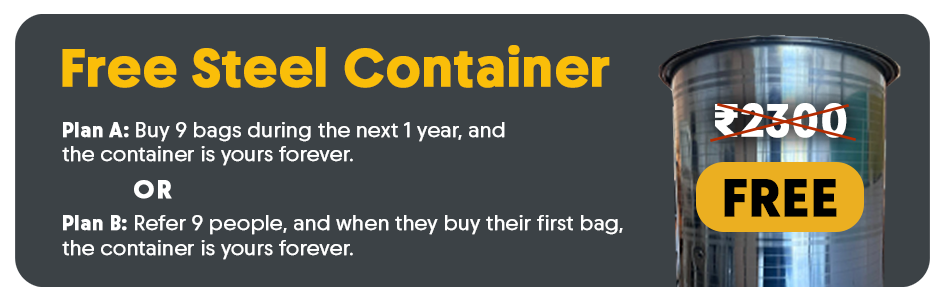 Free Steel Container
Plan A: Buy 9 bags during the next 1 year, and
the container is yours forever.
OR
Plan B: Refer 9 people, and when they buy their first bag,
the container is yours forever.
₹2300
FREE